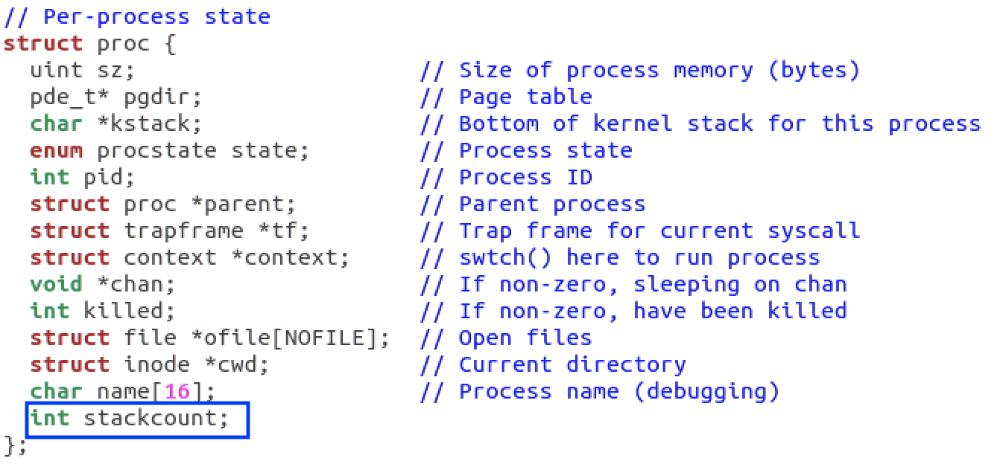 // Per-process state
struct proc {
  uint sz;                     // Size of process memory (bytes)
  pde_t* pgdir;                // Page table
  char *kstack;                // Bottom of kernel stack for this process
  enum procstate state;        // Process state
  int pid;                     // Process ID
  struct proc *parent;         // Parent process
  struct trapframe *tf;        // Trap frame for current syscall
  struct context *context;     // swtch() here to run process
  void *chan;                  // If non-zero, sleeping on chan
  int killed;                  // If non-zero, have been killed
  struct file *ofile[NOFILE];  // Open files
  struct inode *cwd;           // Current directory
  char name[16];               // Process name (debugging)
  int stackcount;
};